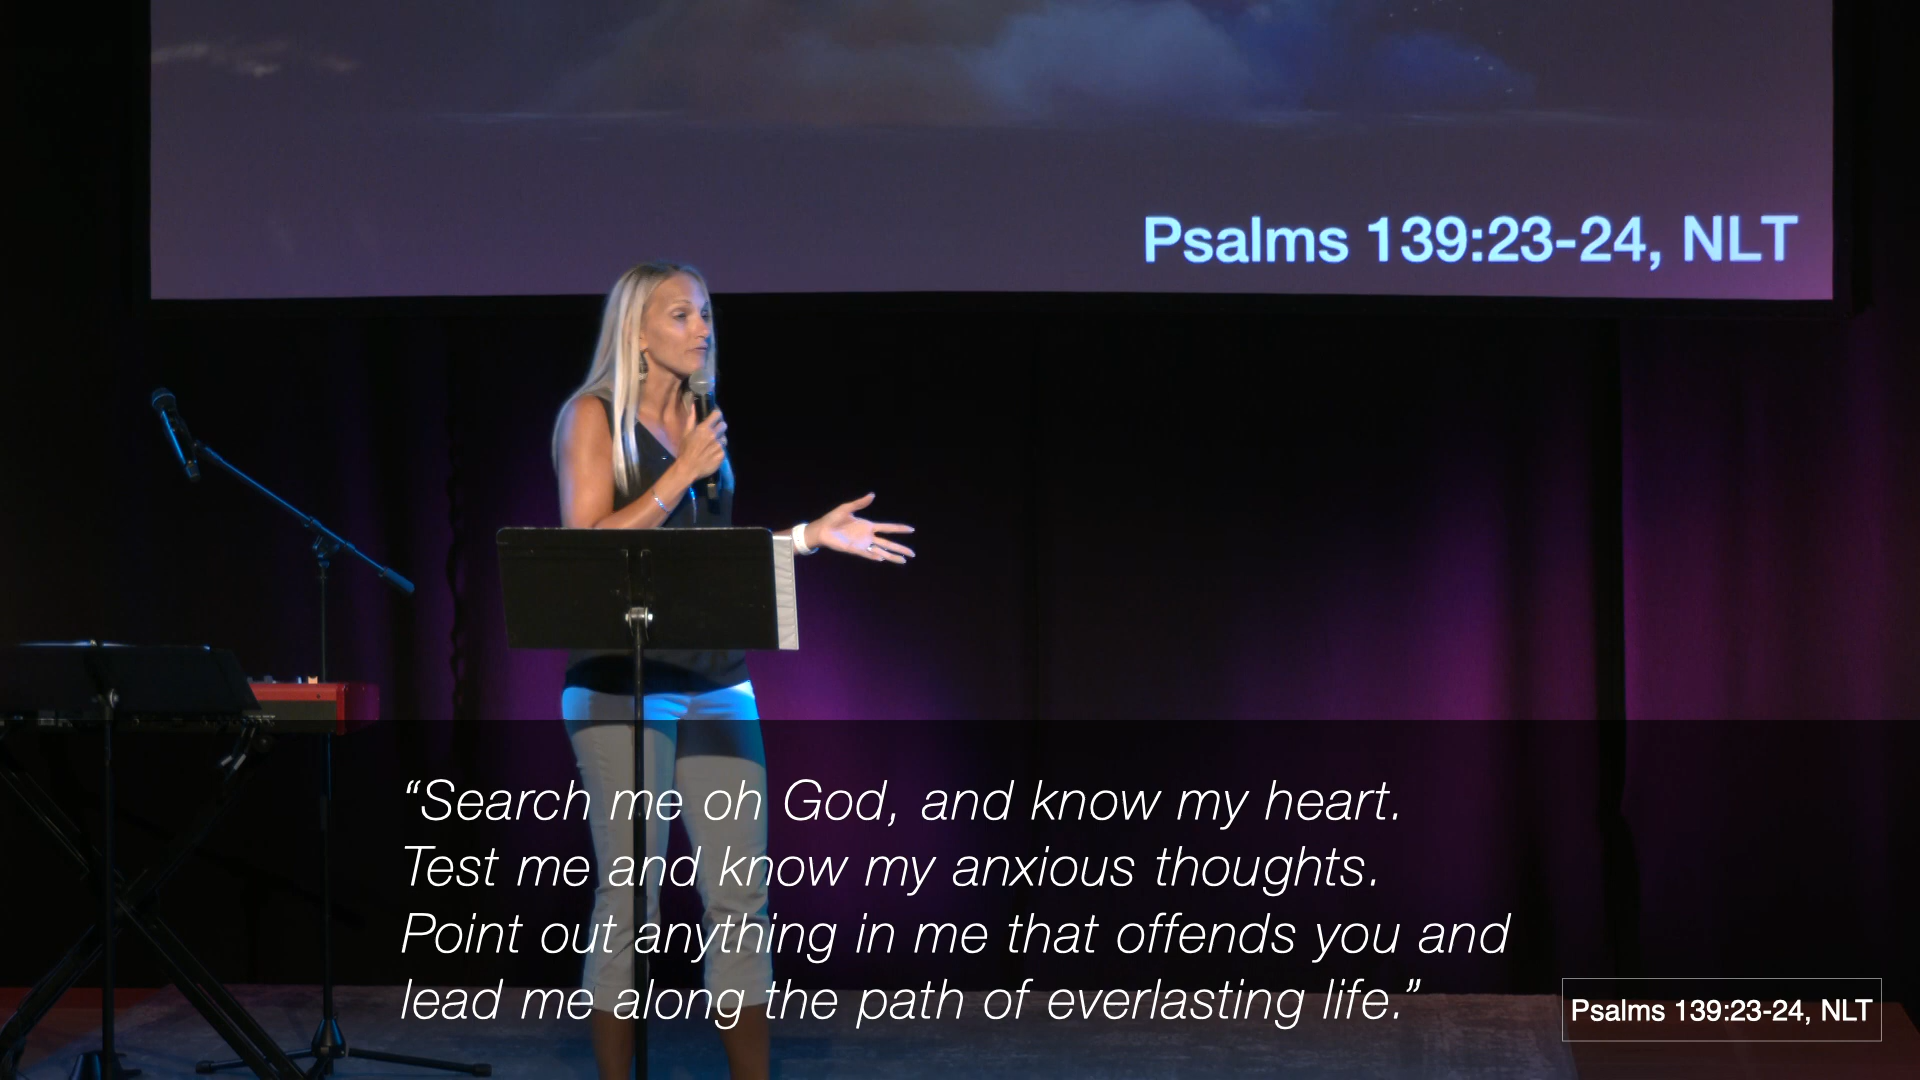 Psalms 139:23-24, NLT
“Search me oh God, and know my heart.
Test me and know my anxious thoughts.
Point out anything in me that offends you and
lead me along the path of everlasting life.”
Psalms 139:23-24, NLT